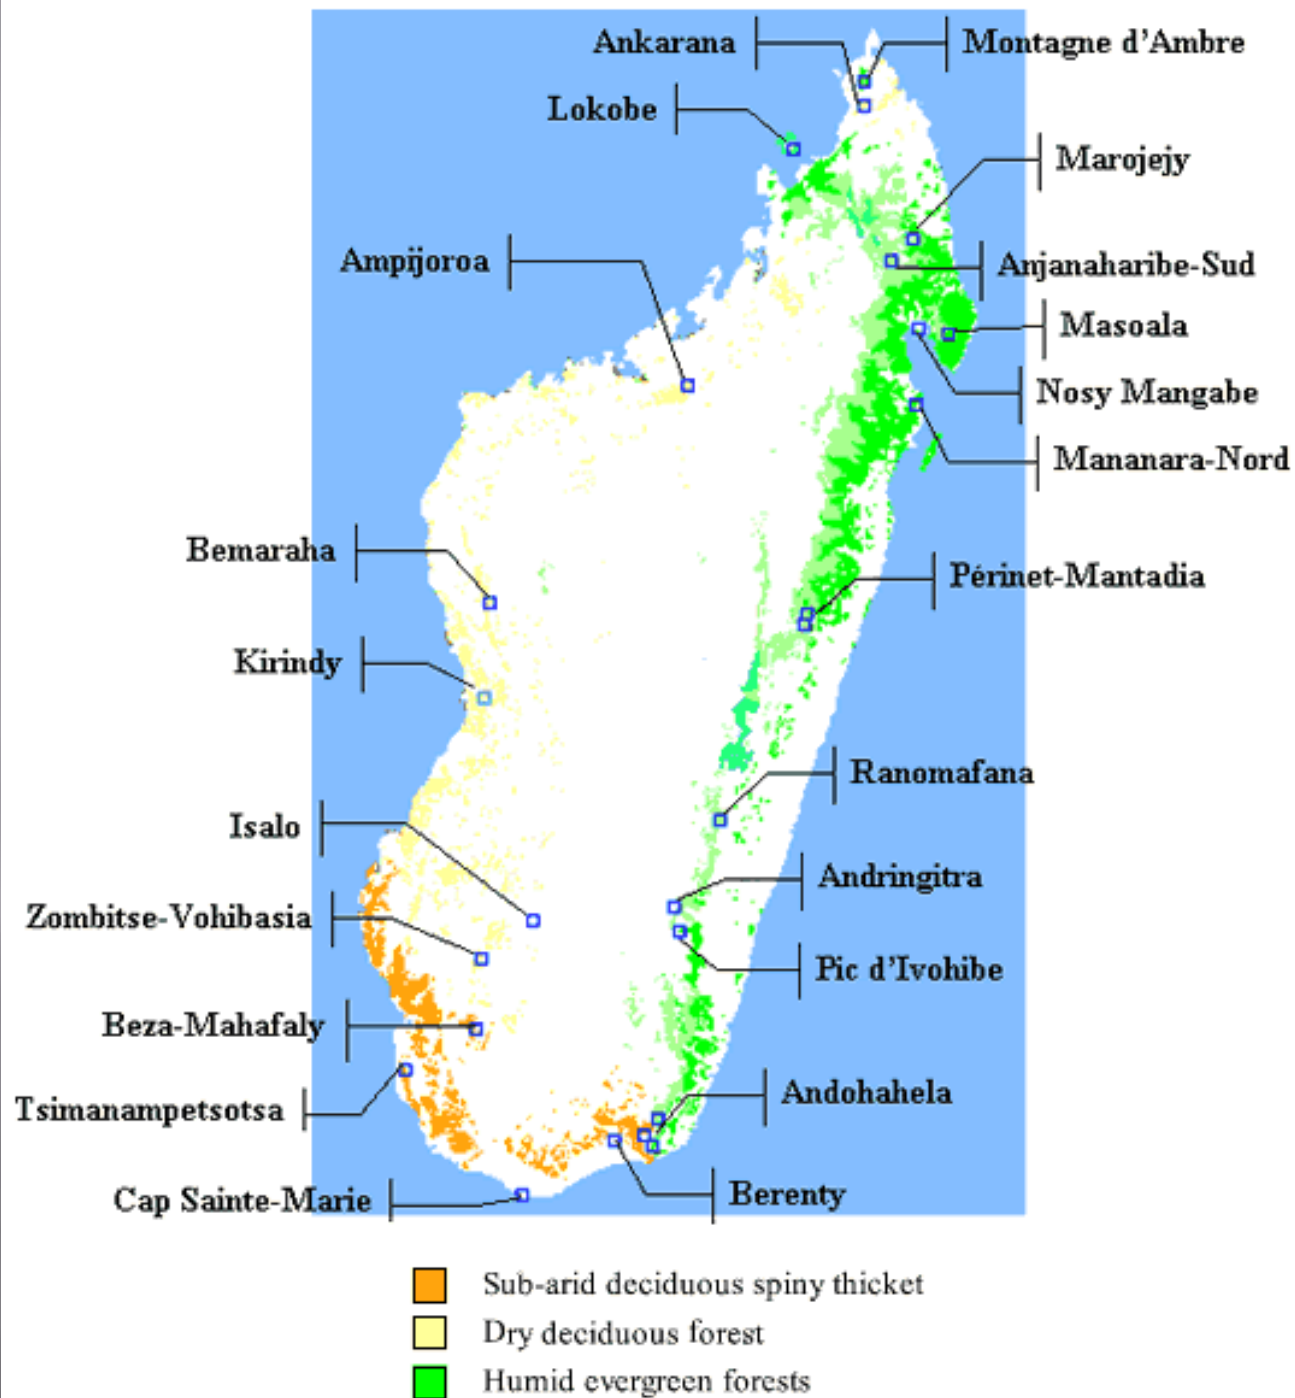 Ankarana
Montagne d'Ambre
Lokobe
Marojejy
Ampijoroa
Anjanaharibe-Sud
Masoala
Nosy Mangabe
Mananara-Nord
Bemaraha
Périnet-Mantadia
Kirindy
Ranomafana
Isalo
Andringitra
Zombitse-Vohibasia
Pic d'Ivohibe
Beza-Mahafaly
Andohahela
Tsimanampetsotsa
Berenty
Cap Sainte-Marie
Sub-arid deciduous spiny thicket
Dry deciduous forest
Humid evergreen forests